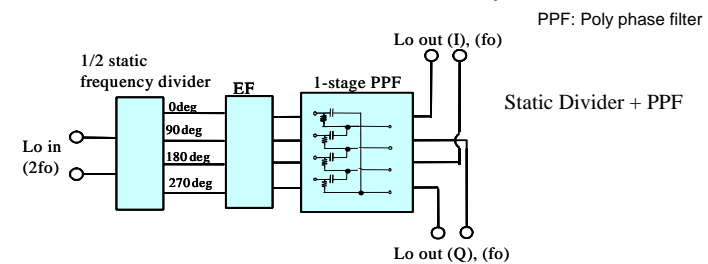 PPF: Poly phase filter
Lo out (I), (fo)
1/2 static
frequency divider
EF
1-stage PPF
Static Divider + PPF
0deg
90deg
180deg
270deg
Lo in
(2fo)
Lo out (Q), (fo)